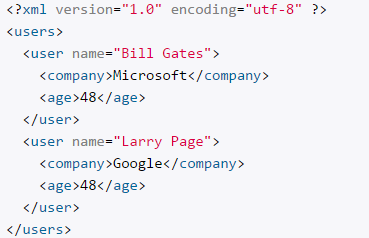 <?xml version="1.0" encoding="utf-8" ?>
<users>
  <user name="Bill Gates">
    <company>Microsoft</company>
    <age>48</age>
  </user>
  <user name="Larry Page">
    <company>Google</company>
    <age>48</age>
  </user>
</users>